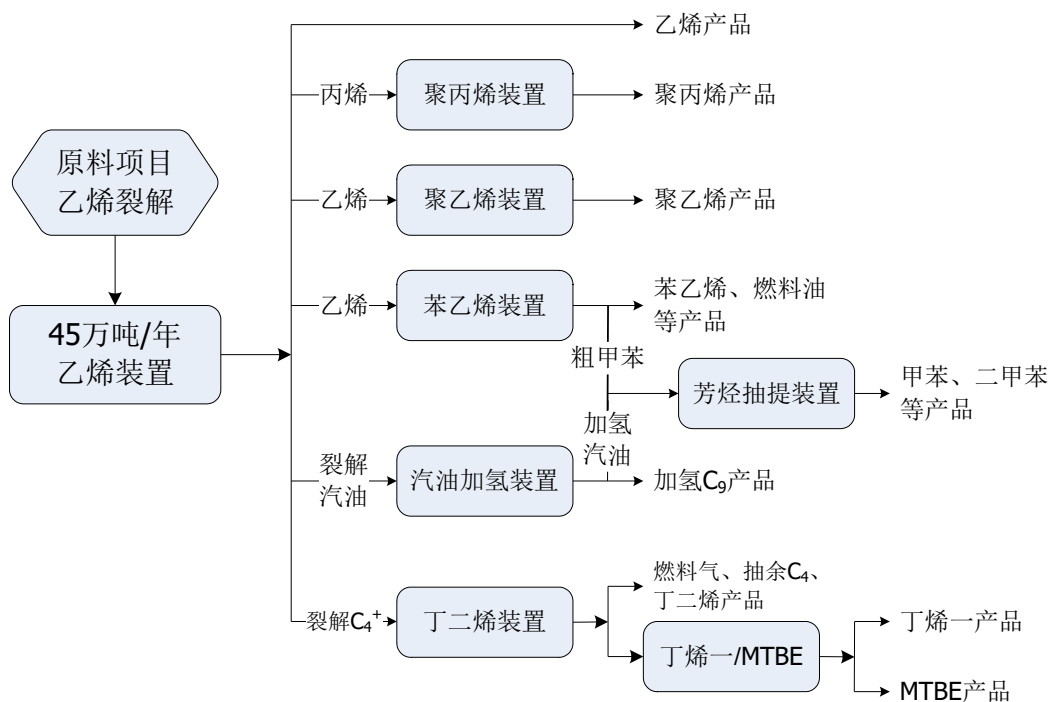 乙烯产品
丙烯
聚丙烯装置
聚丙烯产品
原料项目
乙烯裂解
乙烯
聚乙烯装置
聚乙烯产品
乙烯
苯乙烯装置
苯乙烯、燃料油
等产品
45万吨/年
乙烯装置
粗甲苯
芳烃抽提装置
甲苯、二甲苯
等产品
加氢
汽油
裂解
汽油
汽油加氢装置
加氢C₉产品
燃料气、抽余C₄、
丁二烯产品
裂解C₄⁺
丁二烯装置
丁烯一/MTBE
丁烯一产品
MTBE产品